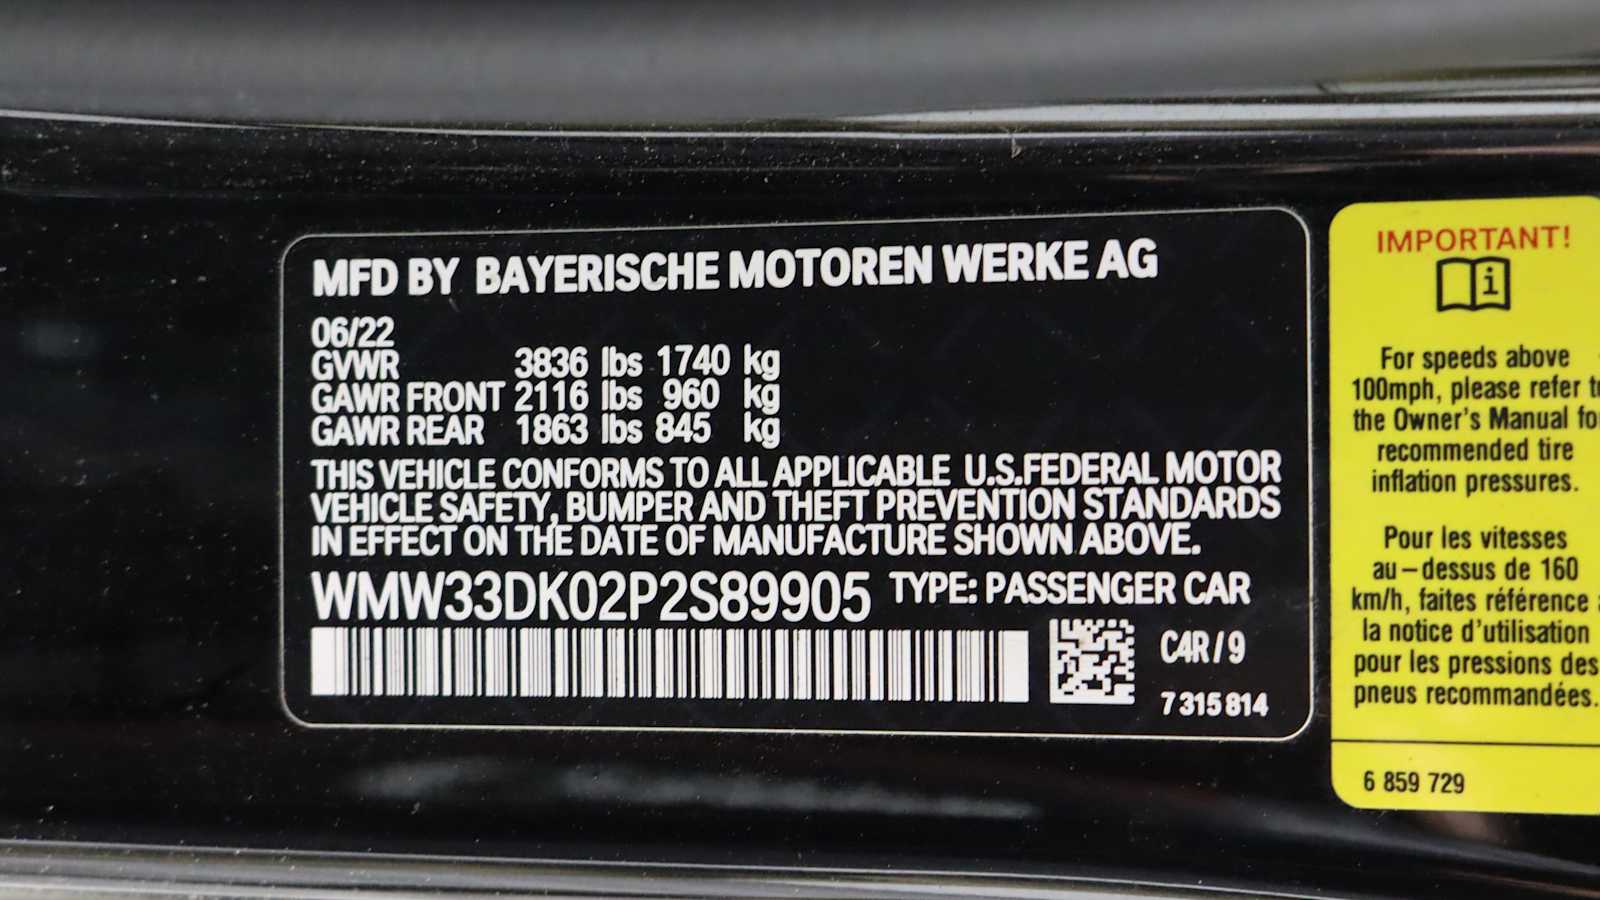 MFD BY BAYERISCHE MOTOREN WERKE AG
06/22
GVWR 3836 lbs 1740 kg
GAWR FRONT 2116 lbs 960 kg
GAWR REAR 1863 lbs 845 kg
THIS VEHICLE CONFORMS TO ALL APPLICABLE U.S.FEDERAL MOTOR
VEHICLE SAFETY, BUMPER AND THEFT PREVENTION STANDARDS
IN EFFECT ON THE DATE OF MANUFACTURE SHOWN ABOVE.
WMW33DK02P2S89905 TYPE: PASSENGER CAR
C4R/9
7 315 814
IMPORTANT!
For speeds above
100mph, please refer
the Owner's Manual
recommended tire
inflation pressures.
Pour les vitesses
au-dessus de 160
km/h, faites référence
la notice d'utilisation
pour les pressions des
pneus recommandées.
6 859 729